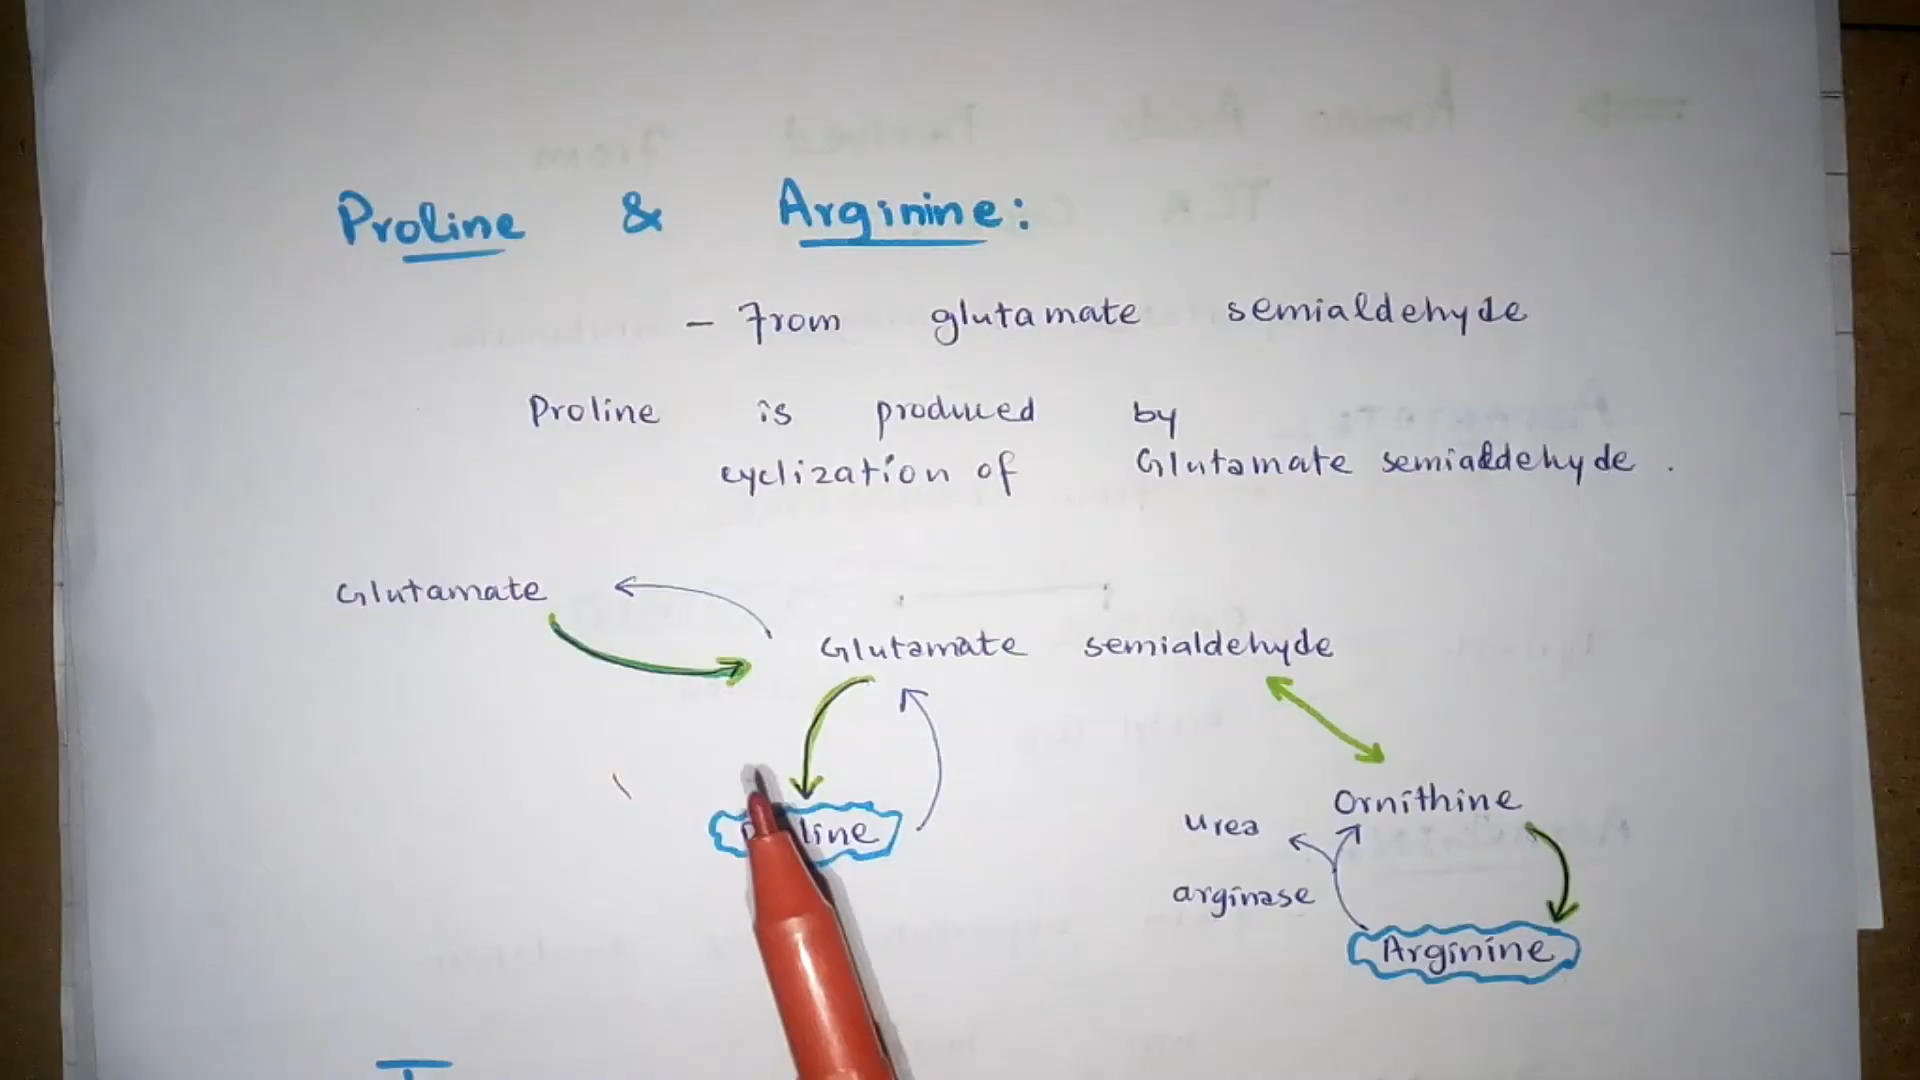 Proline & Arginine:
- From glutamate semialdehyde
Proline is produced by
cyclization of Glutamate semialdehyde.
Glutamate
Glutamate semialdehyde
Ornithine
Urea
Proline
arginase
Arginine